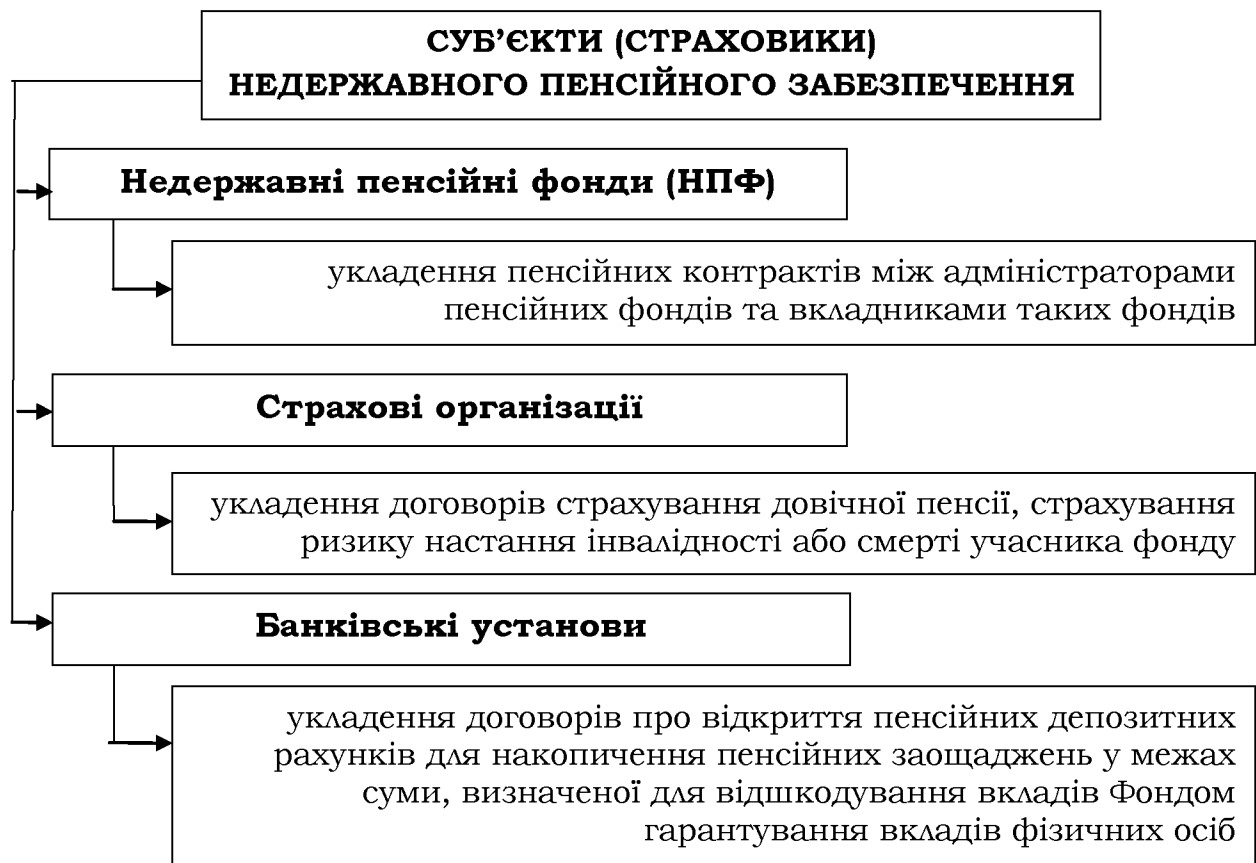 СУБ’ЄКТИ (СТРАХОВИКИ)
НЕДЕРЖАВНОГО ПЕНСІЙНОГО ЗАБЕЗПЕЧЕННЯ
Недержавні пенсійні фонди (НПФ)
укладення пенсійних контрактів між адміністраторами
пенсійних фондів та вкладниками таких фондів
Страхові організації
укладення договорів страхування довічної пенсії, страхування
ризику настання інвалідності або смерті учасника фонду
Банківські установи
укладення договорів про відкриття пенсійних депозитних
рахунків для накопичення пенсійних заощаджень у межах
суми, визначеної для відшкодування вкладів Фондом
гарантування вкладів фізичних осіб